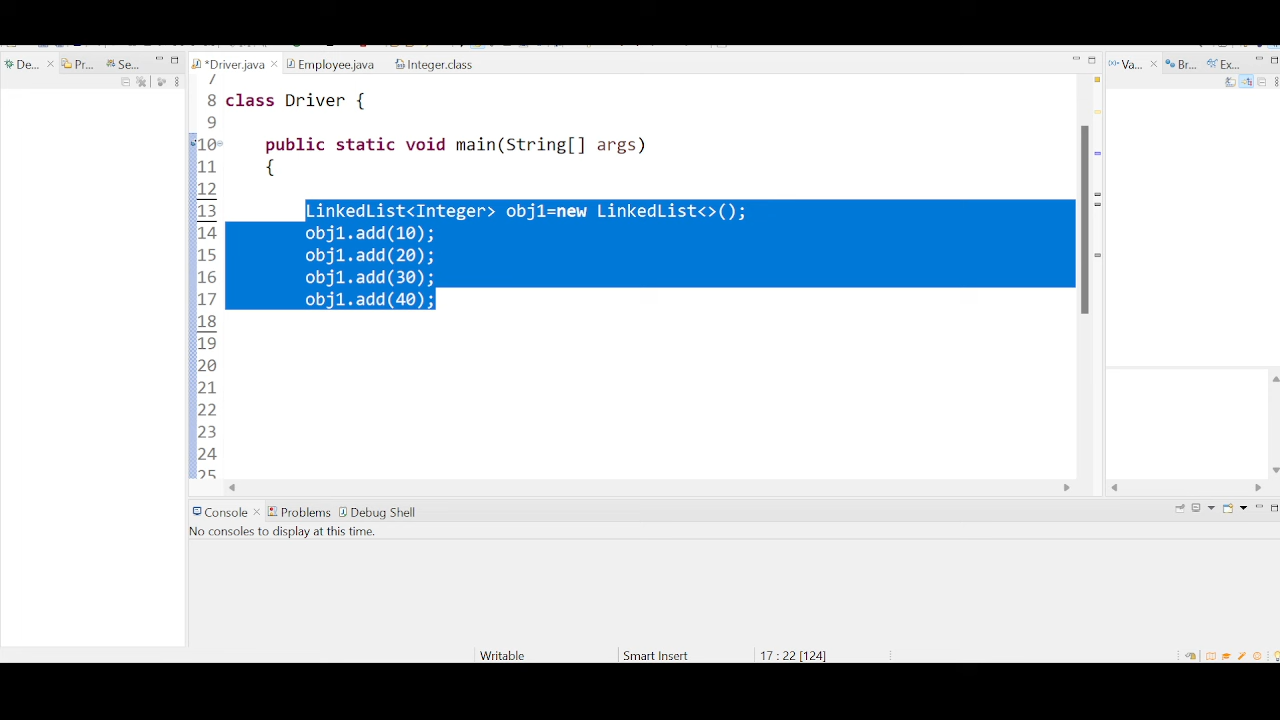 De...
Pr...
Se...
*Driver.java
Employee.java
Integer.class
Va...
Br...
Ex...
7
8 class Driver {
9
10 public static void main(String[] args)
11 {
12
13 LinkedList<Integer> obj1=new LinkedList<>();
14 obj1.add(10);
15 obj1.add(20);
16 obj1.add(30);
17 obj1.add(40);
18
19
20
21
22
23
24
25
Console
Problems
Debug Shell
No consoles to display at this time.
Writable
Smart Insert
17 : 22 [124]